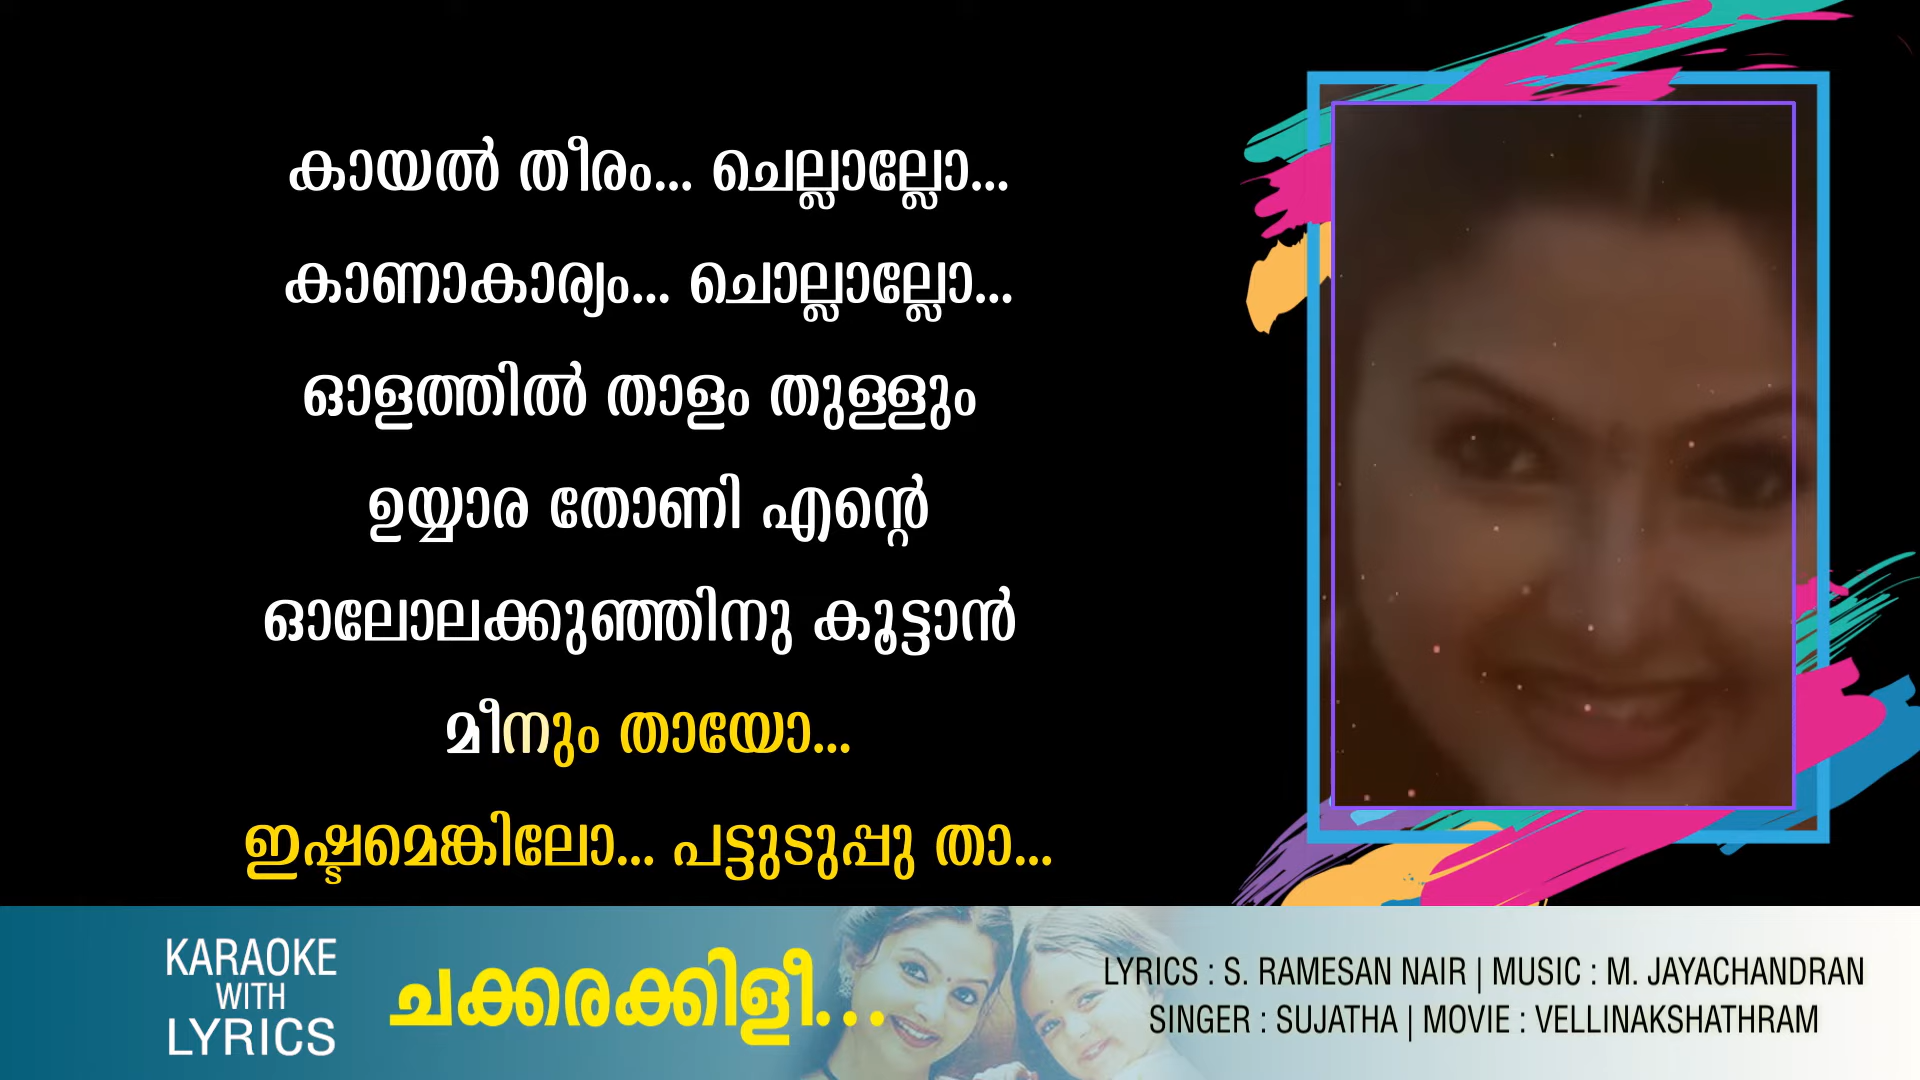 കായൽ തീരം... ചെല്ലാല്ലോ...
കാണാകാര്യം... ചൊല്ലാല്ലോ...
ഓളത്തിൽ താളം തുള്ളും
ഉയ്യാര തോണി എന്റെ
ഓലോലക്കുഞ്ഞിനു കൂട്ടാൻ
മീനും തായോ...
ഇഷ്ടമെങ്കിലോ... പട്ടുടുപ്പു താ...
KARAOKE
WITH
LYRICS
ചക്കരക്കിളീ...
LYRICS : S. RAMESAN NAIR | MUSIC : M. JAYACHANDRAN
SINGER : SUJATHA | MOVIE : VELLINAKSHATHRAM